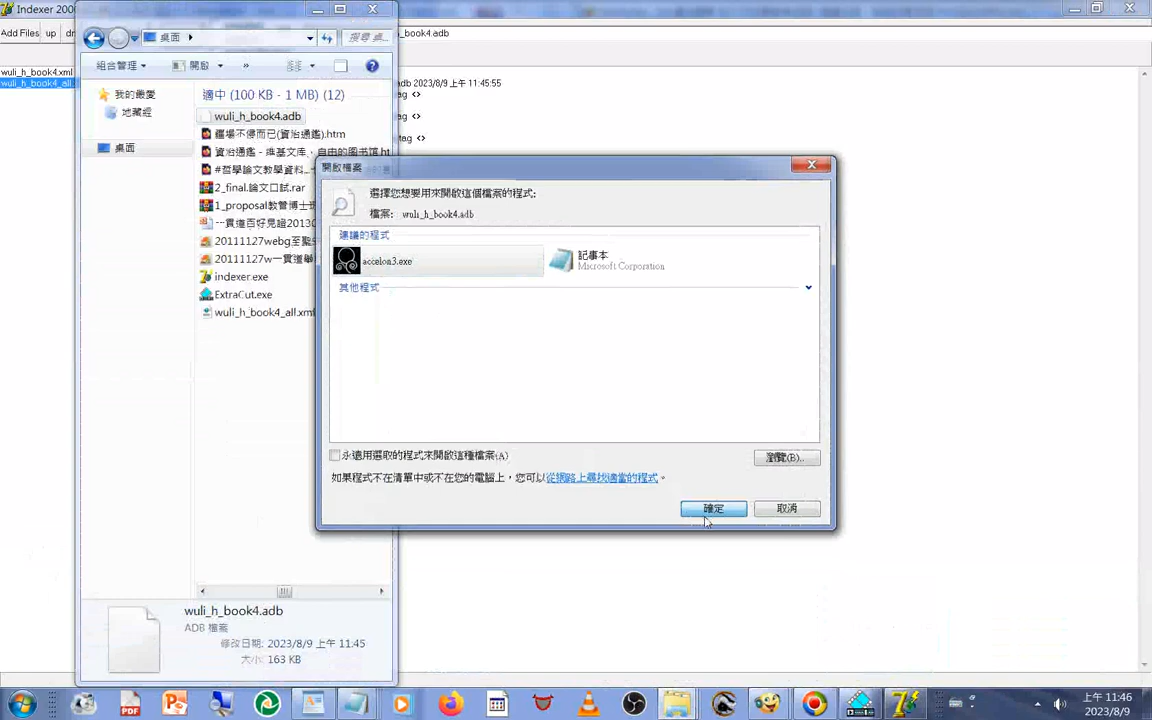 Indexer 200
Add Files up
_book4.adb
wuli_h_book4.xml
wuli_h_book4_all
adb 2023/8/9 上午 11:45:55
ag <>
ag <>
tag <>
桌面
搜尋 桌...
組合管理
開啟
»
我的最愛
地藏經
桌面
適中 (100 KB - 1 MB) (12)
wuli_h_book4.adb
疆場不侵而已(資治通鑑).htm
資治通鑑 - 維基文库、自由的图书馆.ht
#哲學論文教學資料...
2_final.論文口試.rar
1_proposal教管博士班
一貫道百好見證2013
20111127webg至聖
20111127w一貫道
indexer.exe
ExtraCut.exe
wuli_h_book4_all.xml
開啟檔案
選擇您想要用來開啟這個檔案的程式:
檔案: wuli_h_book4.adb
建議的程式
accelon3.exe
記事本
Microsoft Corporation
其他程式
永遠用選取的程式來開啟這種檔案(A)
瀏覽(B)...
如果程式不在清單中或不在您的電腦上，您可以從網路上尋找適當的程式。
確定
取消
wuli_h_book4.adb
ADB 檔案
修改日期: 2023/8/9 上午 11:45
大小: 163 KB
PDF
上午 11:46
2023/8/9